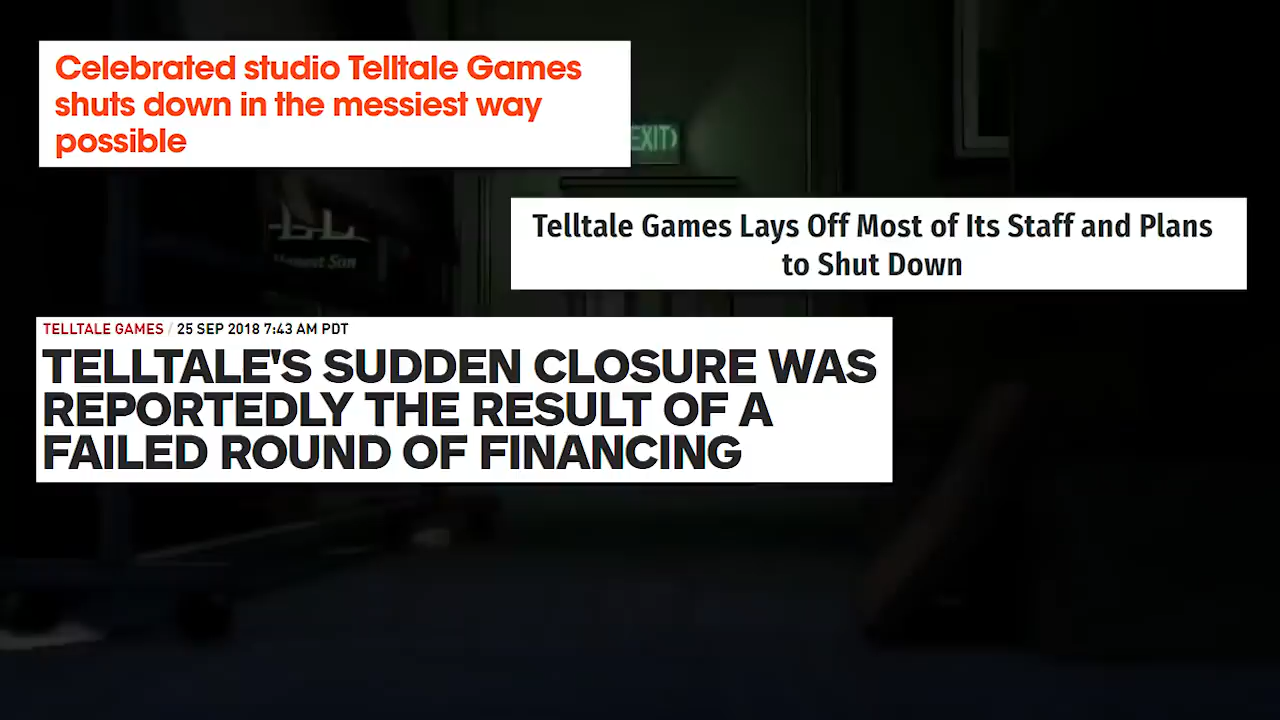 Celebrated studio Telltale Games
shuts down in the messiest way
possible
EXIT
Telltale Games Lays Off Most of Its Staff and Plans
to Shut Down
TELLTALE GAMES / 25 SEP 2018 7:43 AM PDT
TELLTALE'S SUDDEN CLOSURE WAS
REPORTEDLY THE RESULT OF A
FAILED ROUND OF FINANCING